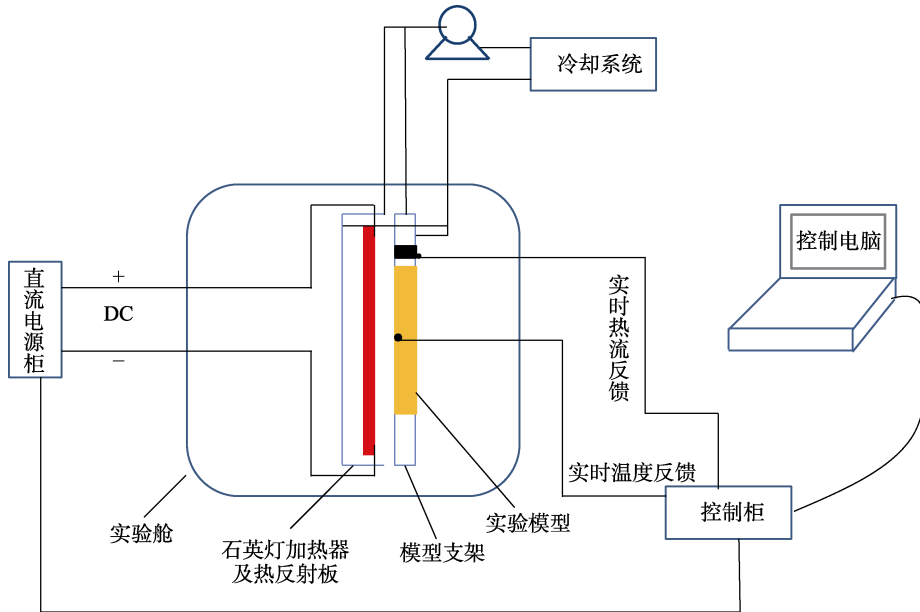 冷却系统
控制电脑
+
DC
−
直流电源柜
实时热流反馈
实时温度反馈
控制柜
实验舱
石英灯加热器
及热反射板
模型支架
实验模型